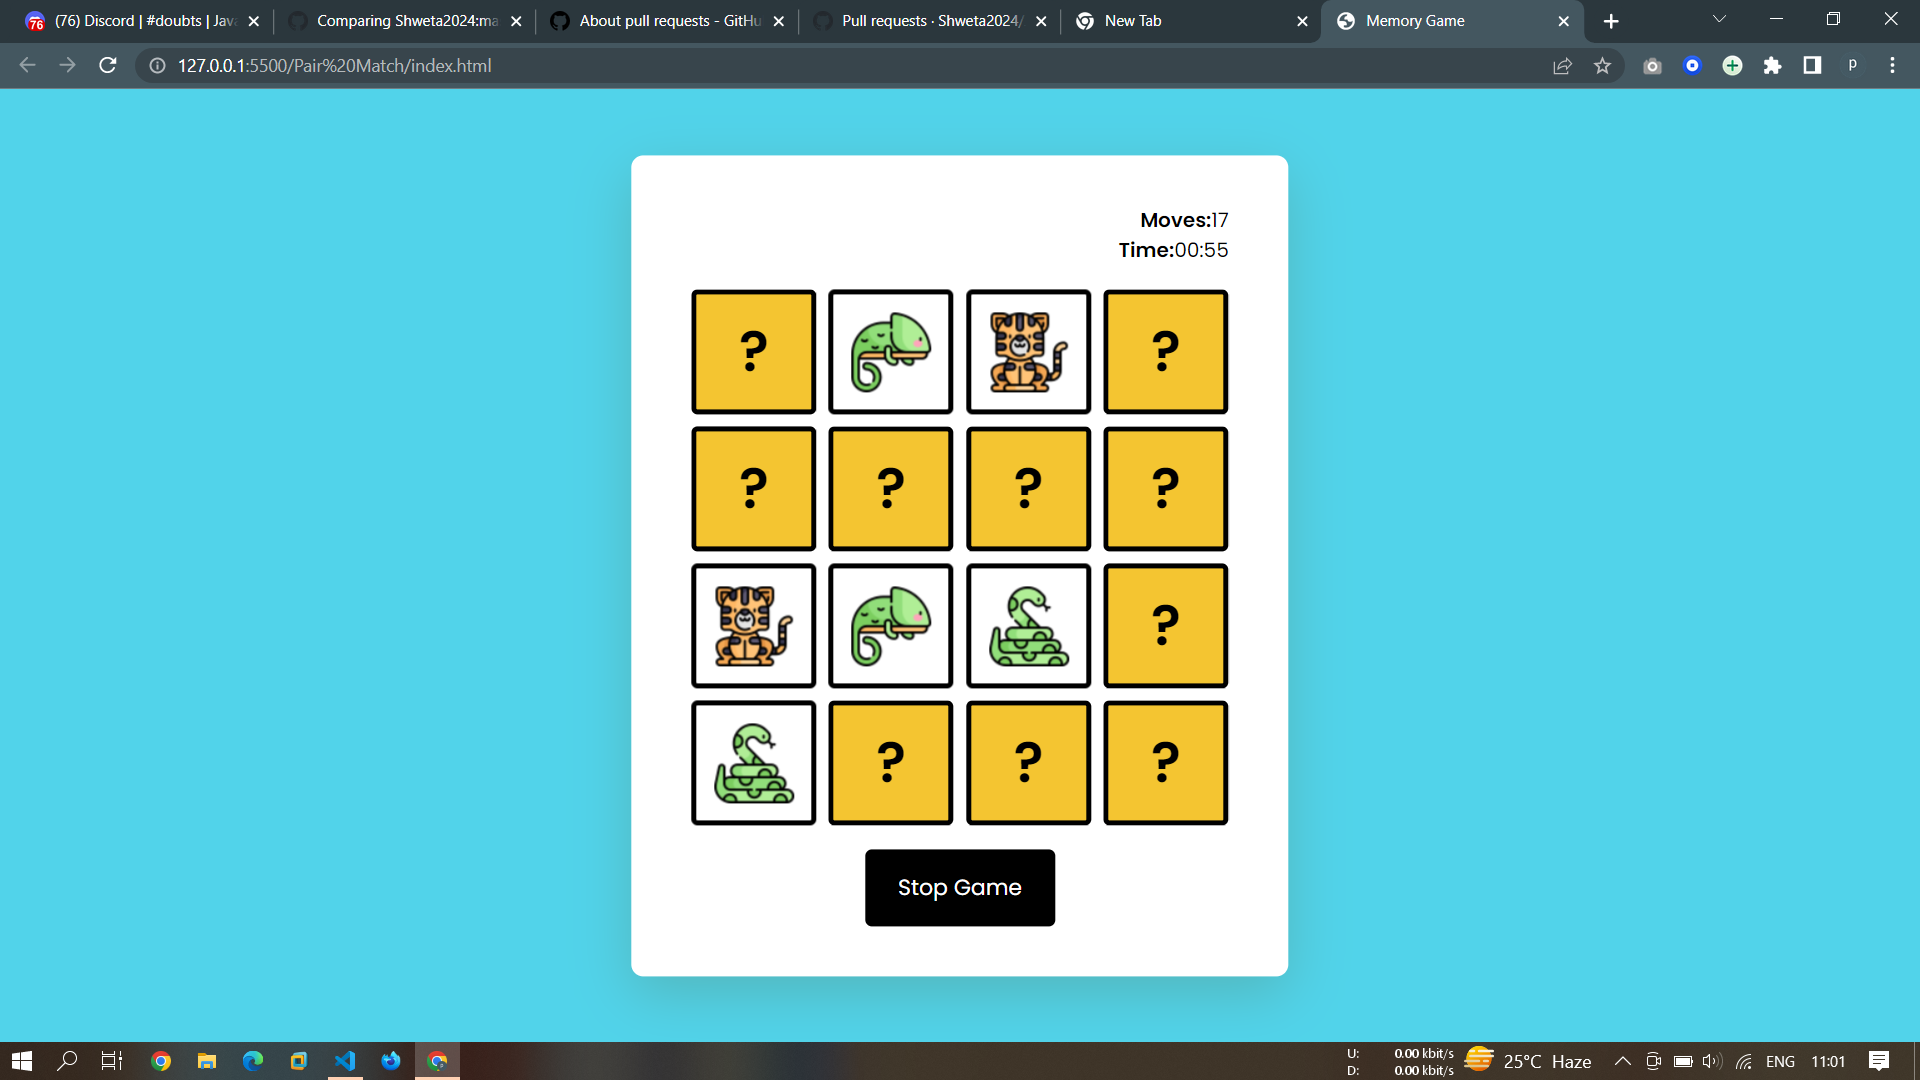 76 (76) Discord | #doubts | Jav
Comparing Shweta2024:ma
About pull requests - GitHu
Pull requests · Shweta2024/
New Tab
Memory Game
127.0.0.1:5500/Pair%20Match/index.html
p
Moves:17
Time:00:55
? ?
? ? ? ?
?
? ? ?
Stop Game
U: 0.00 kbit/s
D: 0.00 kbit/s
25°C Haze
ENG
11:01